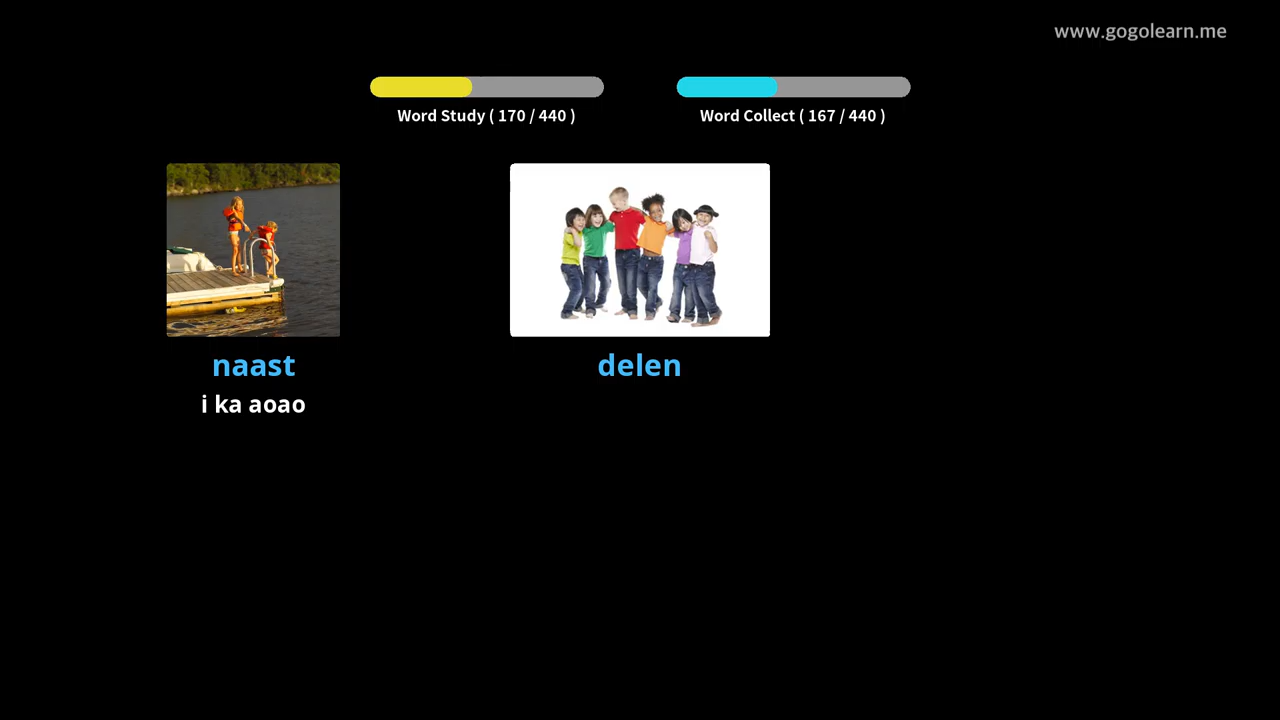 www.gogolearn.me
Word Study ( 170 / 440 )
Word Collect ( 167 / 440 )
naast
i ka aoao
delen